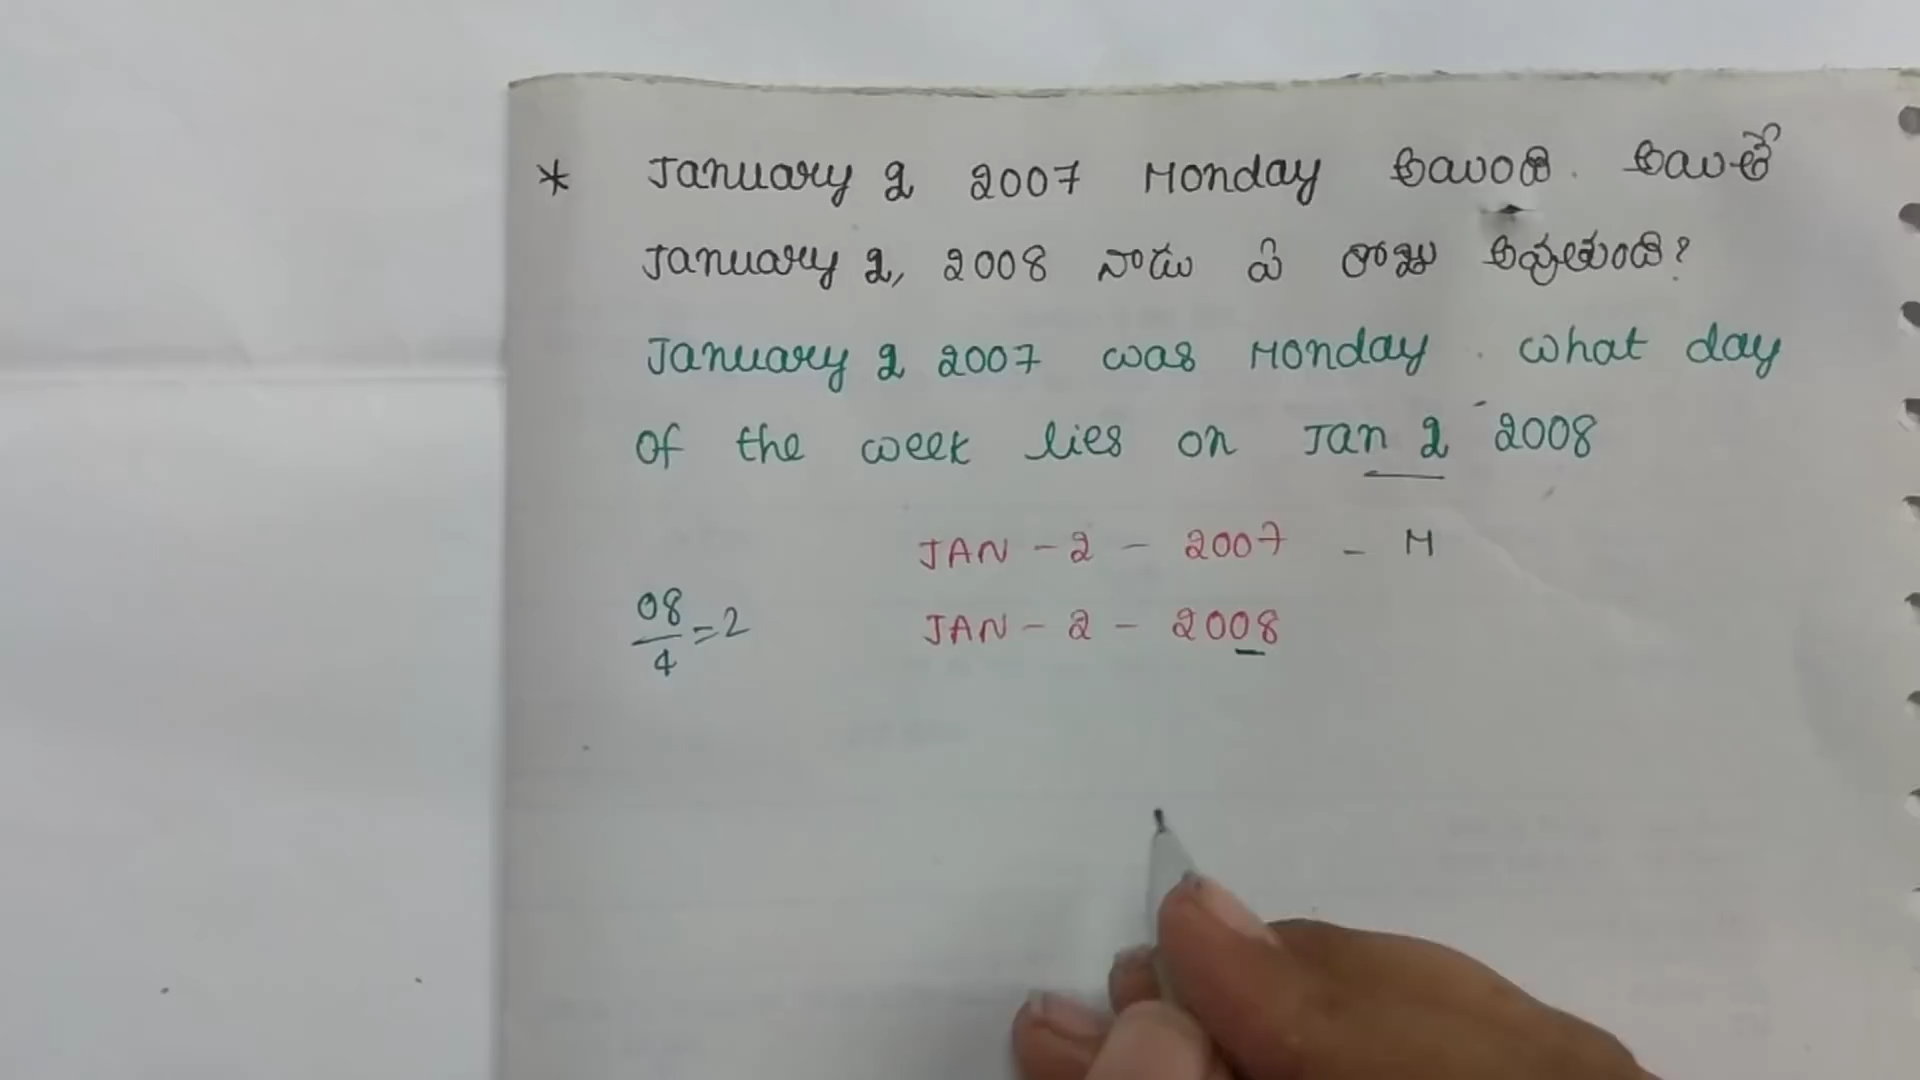 * January 2 2007 Monday అయింది. అయితే
January 2, 2008 నాడు ఏ రోజు అవుతుంది?
January 2 2007 was Monday. what day
of the week lies on Jan 2 2008
JAN - 2 - 2007 - M
08/4 = 2 JAN - 2 - 2008